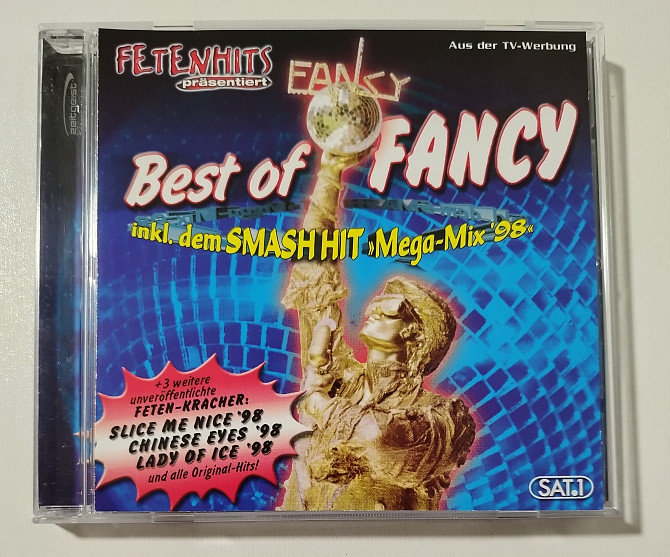 FETENHITS
präsentiert
Aus der TV-Werbung
zeitgeist
FANCY
Best of FANCY
inkl. dem SMASH HIT »Mega-Mix '98«
+3 weitere
unveröffentlichte
FETEN-KRACHER:
SLICE ME NICE '98
CHINESE EYES '98
LADY OF ICE '98
und alle Original-Hits!
SAT.1